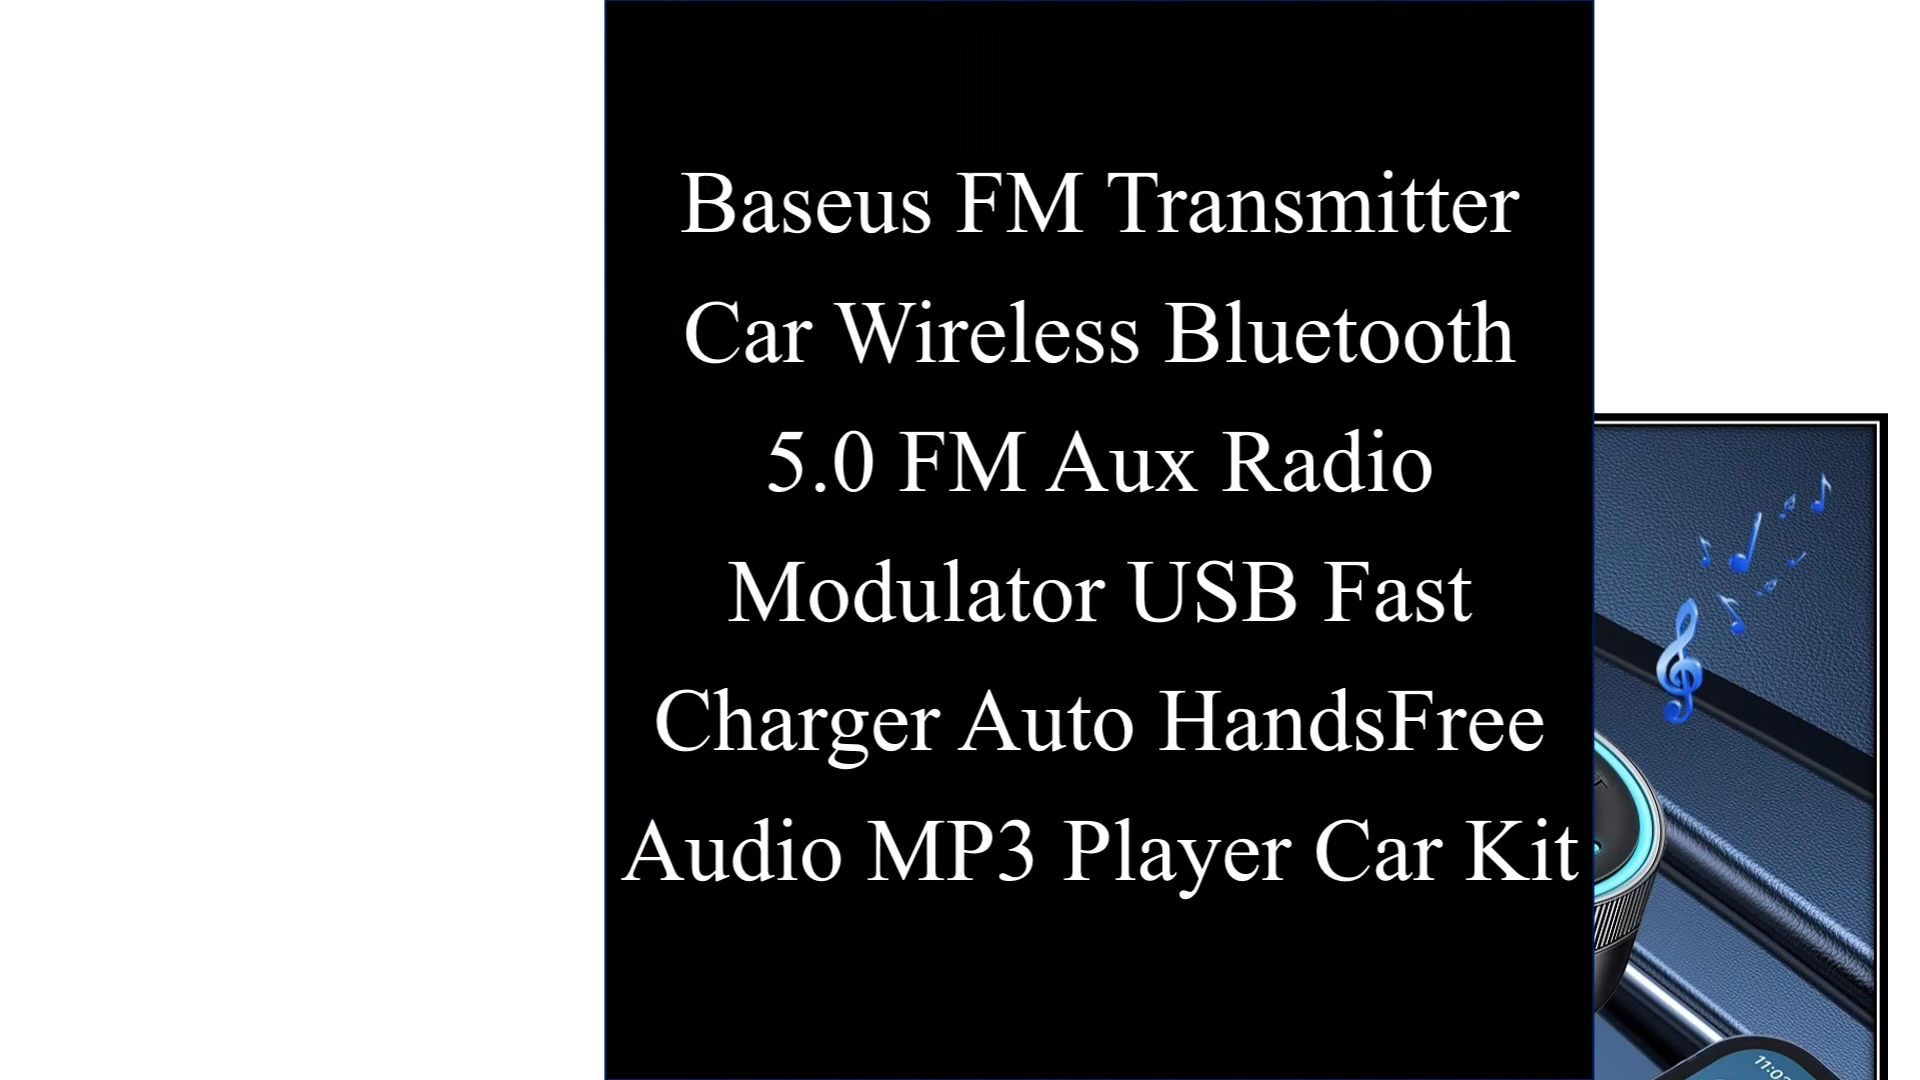 Baseus FM Transmitter
Car Wireless Bluetooth
5.0 FM Aux Radio
Modulator USB Fast
Charger Auto HandsFree
Audio MP3 Player Car Kit